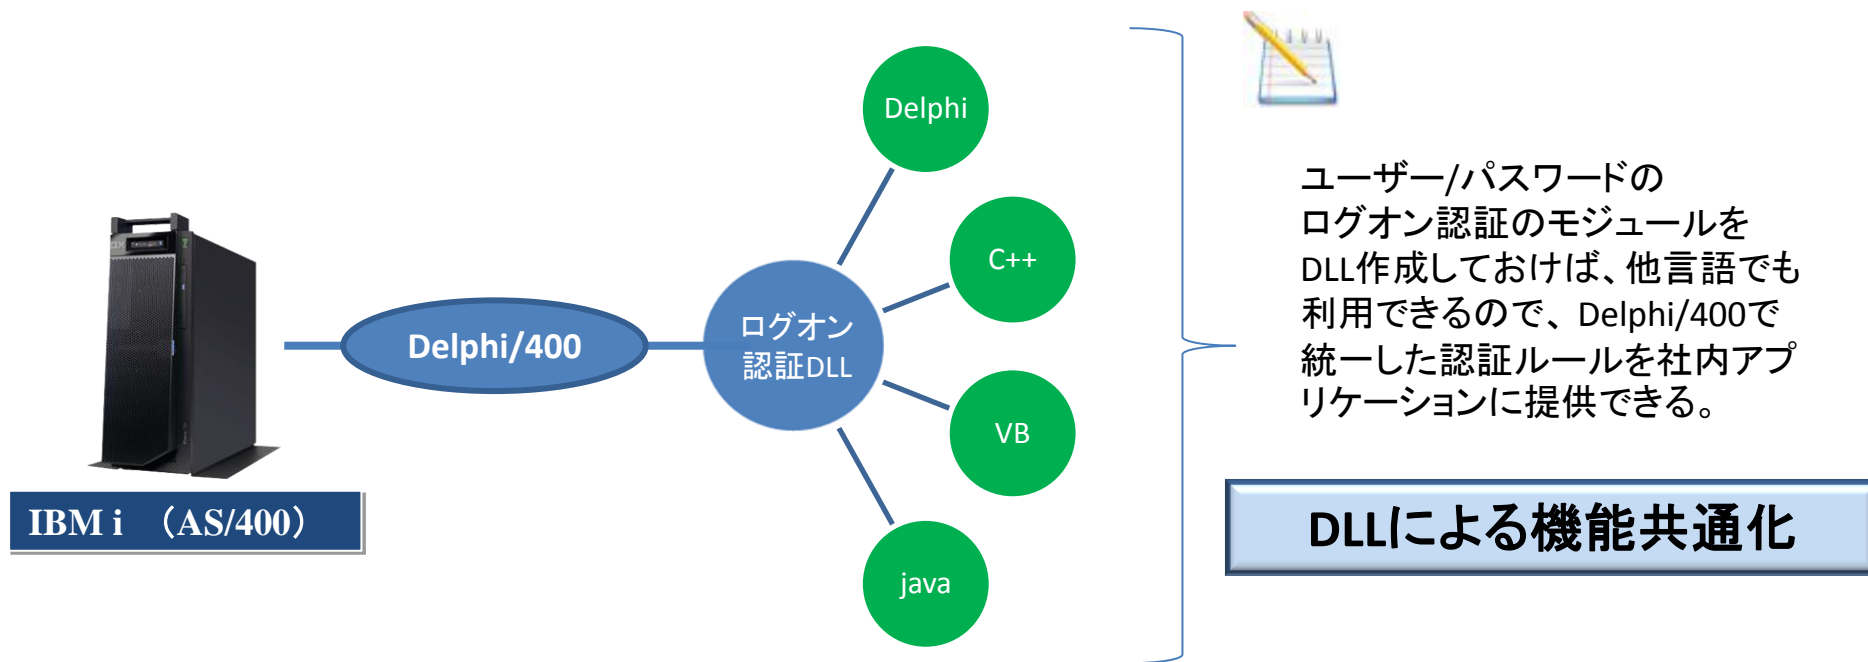 Delphi
C++
ログオン
認証DLL
Delphi/400
VB
java
IBM i （AS/400）
ユーザー/パスワードの
ログオン認証のモジュールを
DLL作成しておけば、他言語でも
利用できるので、Delphi/400で
統一した認証ルールを社内アプ
リケーションに提供できる。
DLLによる機能共通化